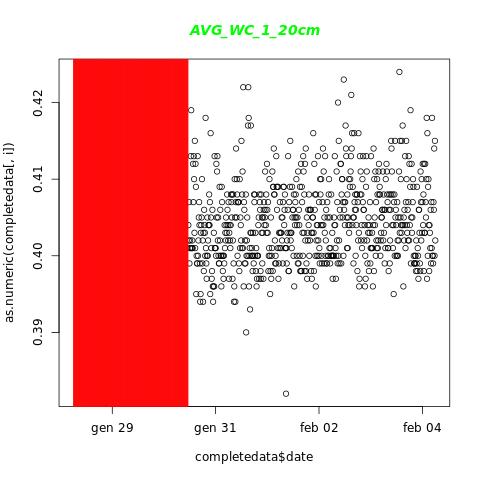 AVG_WC_1_20cm
as.numeric(completedata[, i])
0.42
0.41
0.40
0.39
gen 29
gen 31
feb 02
feb 04
completedata$date